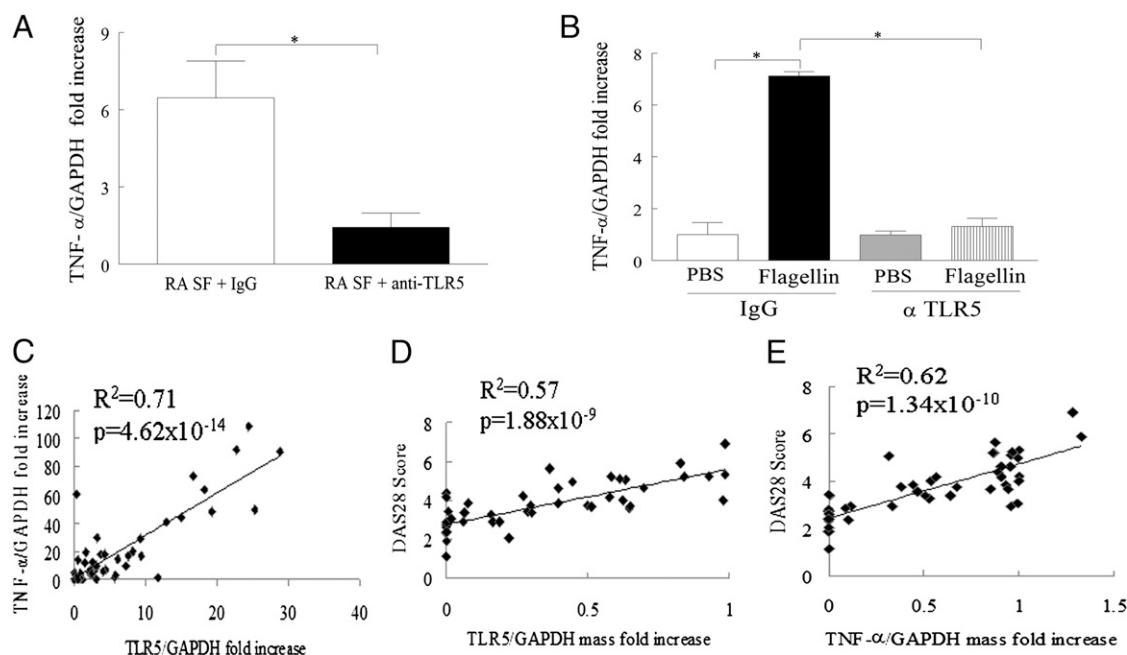 A
TNF-α/GAPDH fold increase
9
6
3
0
*
RA SF + IgG
RA SF + anti-TLR5
B
TNF-α/GAPDH fold increase
8
6
4
2
0
*
*
PBS
Flagellin
PBS
Flagellin
IgG
α TLR5
C
R²=0.71
p=4.62x10⁻¹⁴
TNF-α/GAPDH fold increase
120
100
80
60
40
20
0
0 10 20 30 40
TLR5/GAPDH fold increase
D
R²=0.57
p=1.88x10⁻⁹
DAS28 Score
8
6
4
2
0
0 0.5 1
TLR5/GAPDH mass fold increase
E
R²=0.62
p=1.34x10⁻¹⁰
DAS28 Score
8
6
4
2
0
0 0.5 1 1.5
TNF-α/GAPDH mass fold increase